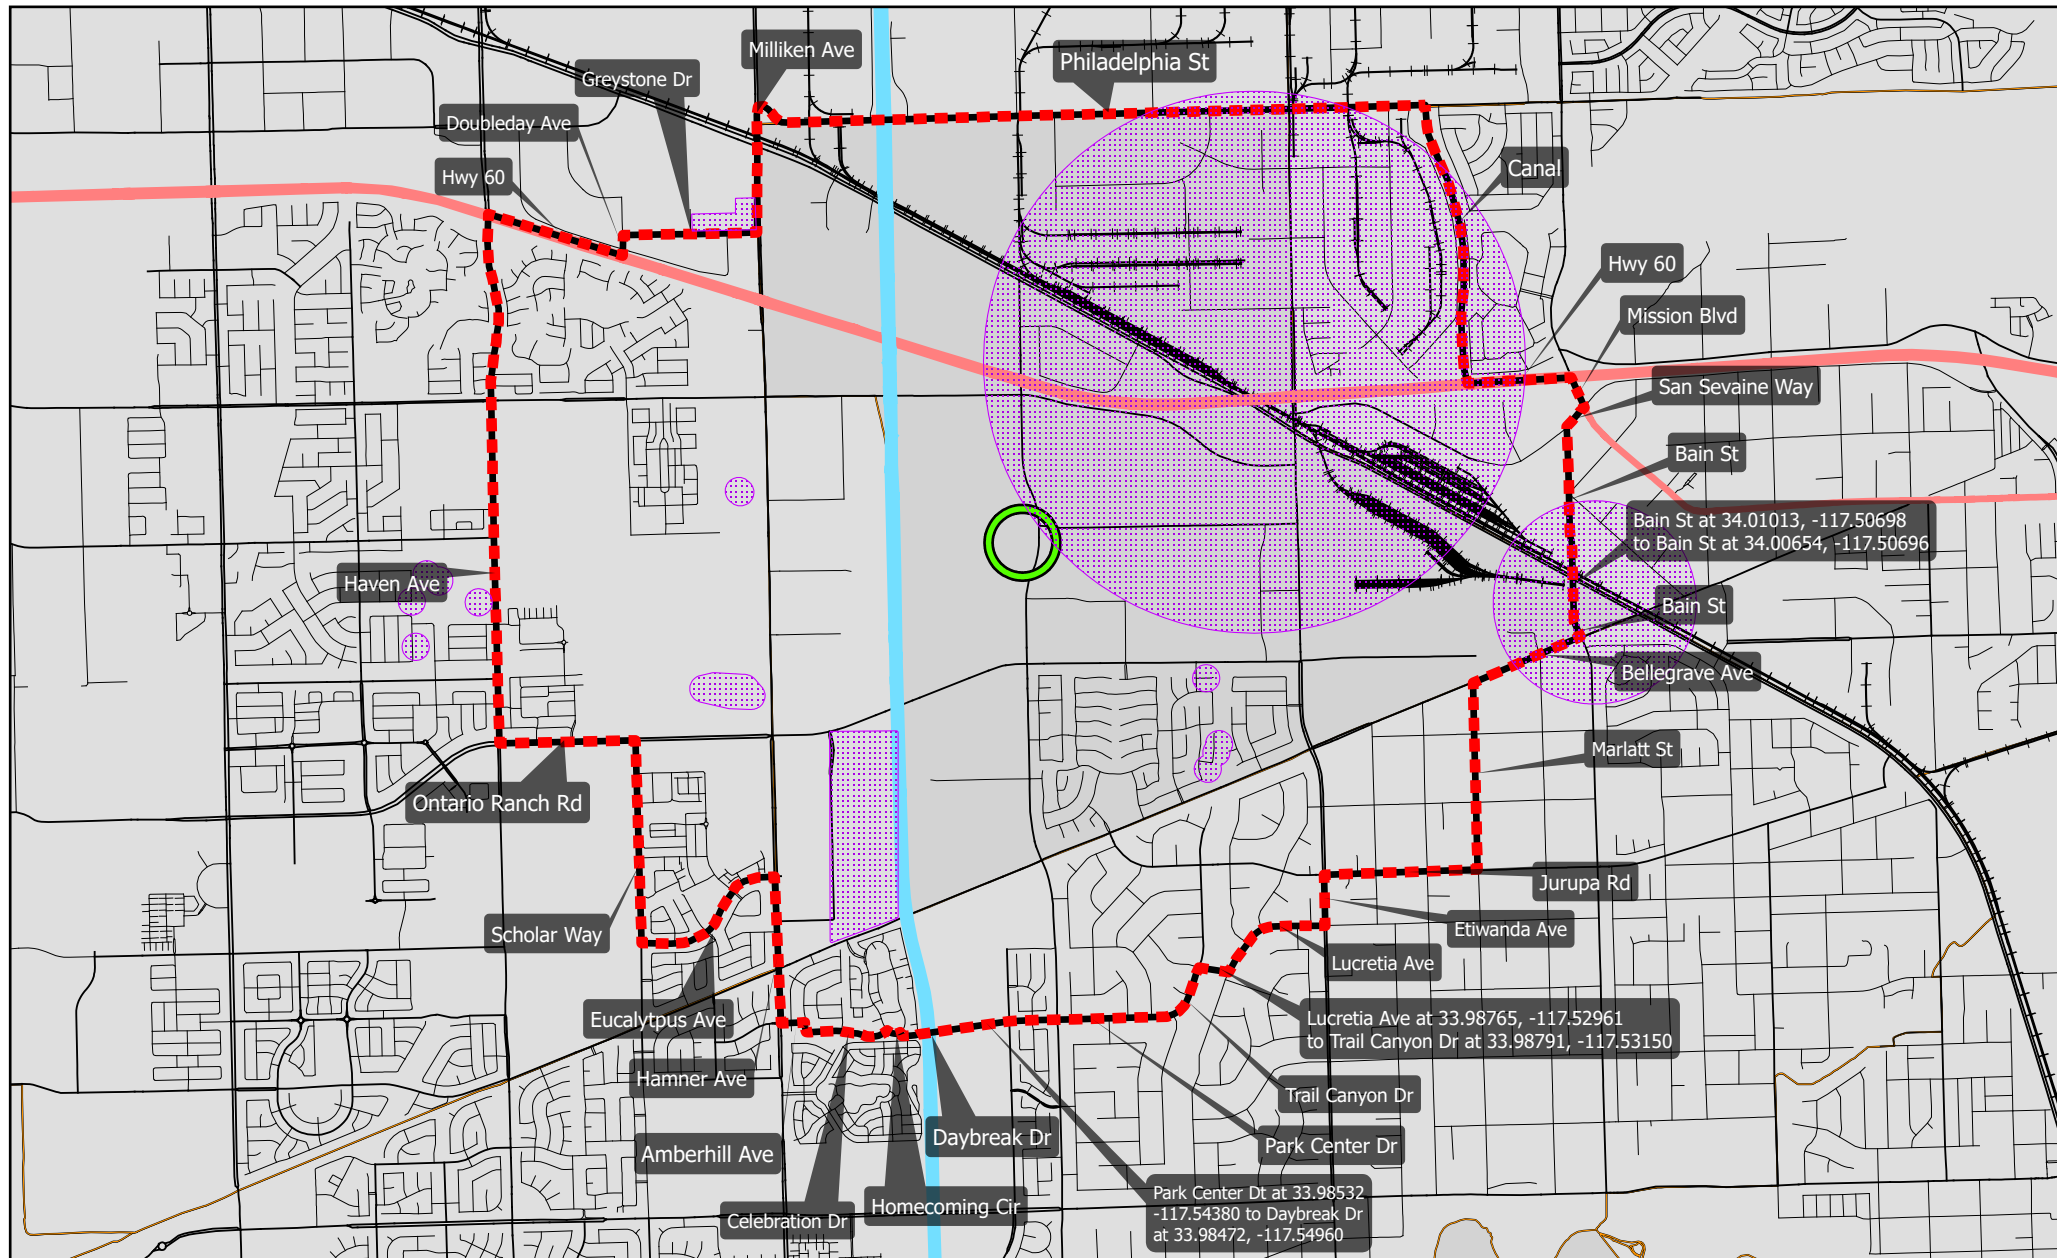 Milliken Ave
Philadelphia St
Greystone Dr
Doubleday Ave
Canal
Hwy 60
Hwy 60
Mission Blvd
San Sevaine Way
Bain St
Bain St at 34.01013, -117.50698
to Bain St at 34.00654, -117.50696
Haven Ave
Bain St
Bellegrave Ave
Marlatt St
Ontario Ranch Rd
Jurupa Rd
Scholar Way
Etiwanda Ave
Lucretia Ave
Eucalytpus Ave
Lucretia Ave at 33.98765, -117.52961
to Trail Canyon Dr at 33.98791, -117.53150
Hamner Ave
Trail Canyon Dr
Daybreak Dr
Park Center Dr
Amberhill Ave
Park Center Dt at 33.98532
-117.54380 to Daybreak Dr
at 33.98472, -117.54960
Homecoming Cir
Celebration Dr